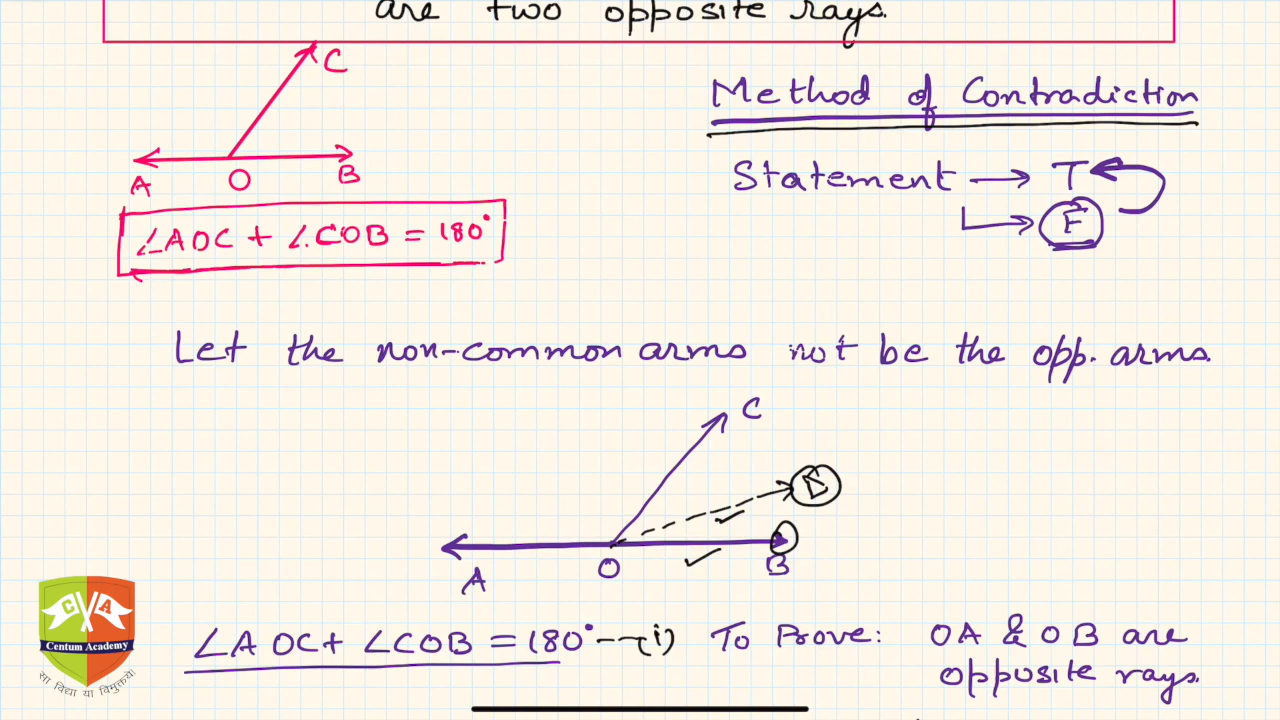 are two opposite rays.
C
A O B
∠AOC + ∠COB = 180°
Method of Contradiction
Statement → T
F
Let the non-common arms not be the opp. arms.
C
A O B
∠AOC + ∠COB = 180° --- (i)
To Prove: OA & OB are
opposite rays.
C A
Centum Academy
सा विद्या या विमुक्तये